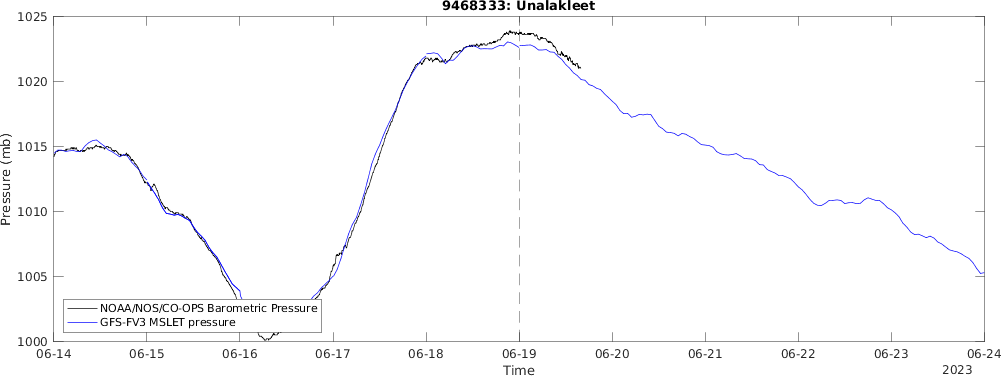 9468333: Unalakleet
Pressure (mb)
1025
1020
1015
1010
1005
1000
NOAA/NOS/CO-OPS Barometric Pressure
GFS-FV3 MSLET pressure
06-14 06-15 06-16 06-17 06-18 06-19 06-20 06-21 06-22 06-23 06-24
Time
2023